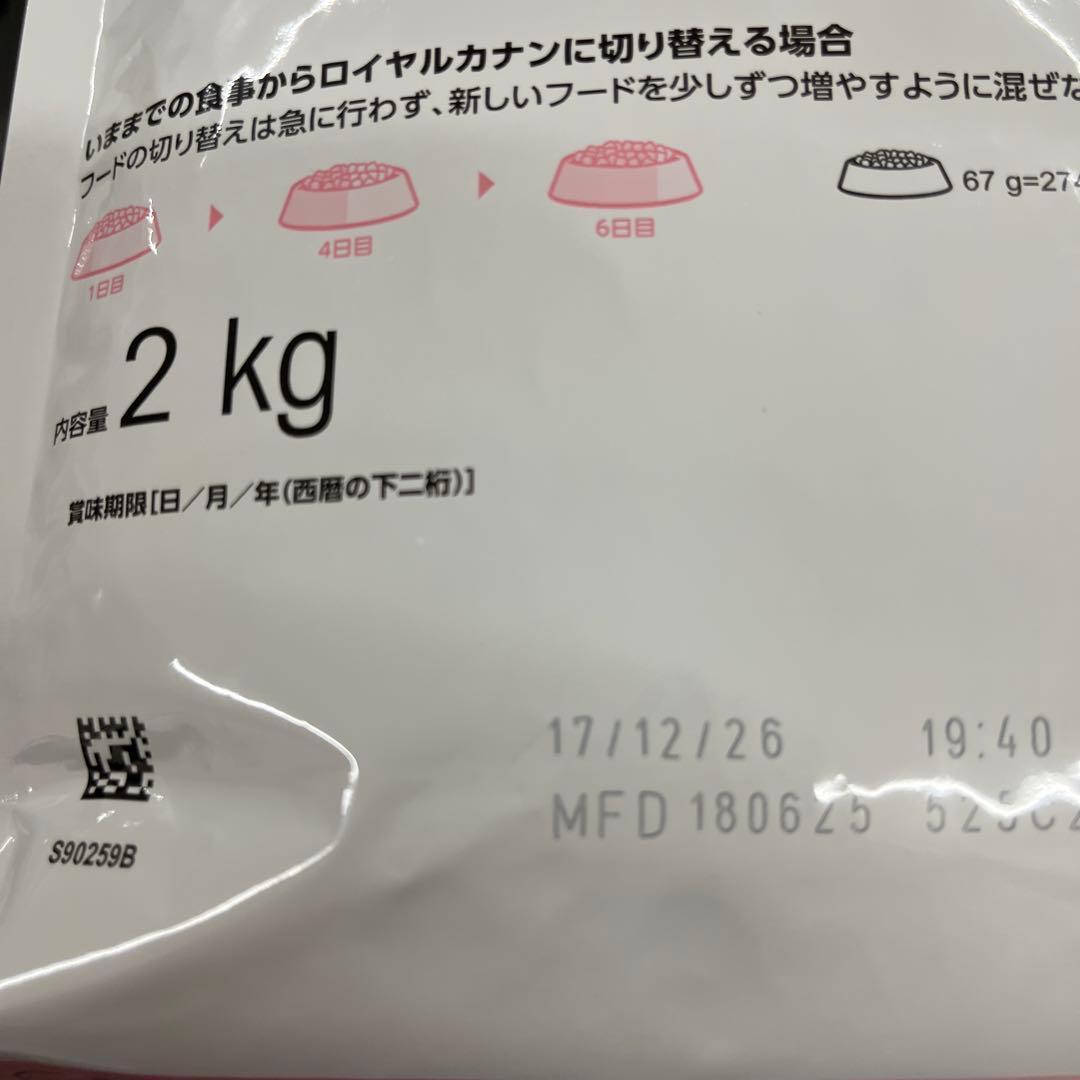 いままでの食事からロイヤルカナンに切り替える場合
フードの切り替えは急に行わず、新しいフードを少しずつ増やすように混ぜな
1日目
4日目
6日目
67 g=274
内容量 2 kg
賞味期限[日／月／年(西暦の下二桁)]
17/12/26 19:40
MFD 180625
S90259B